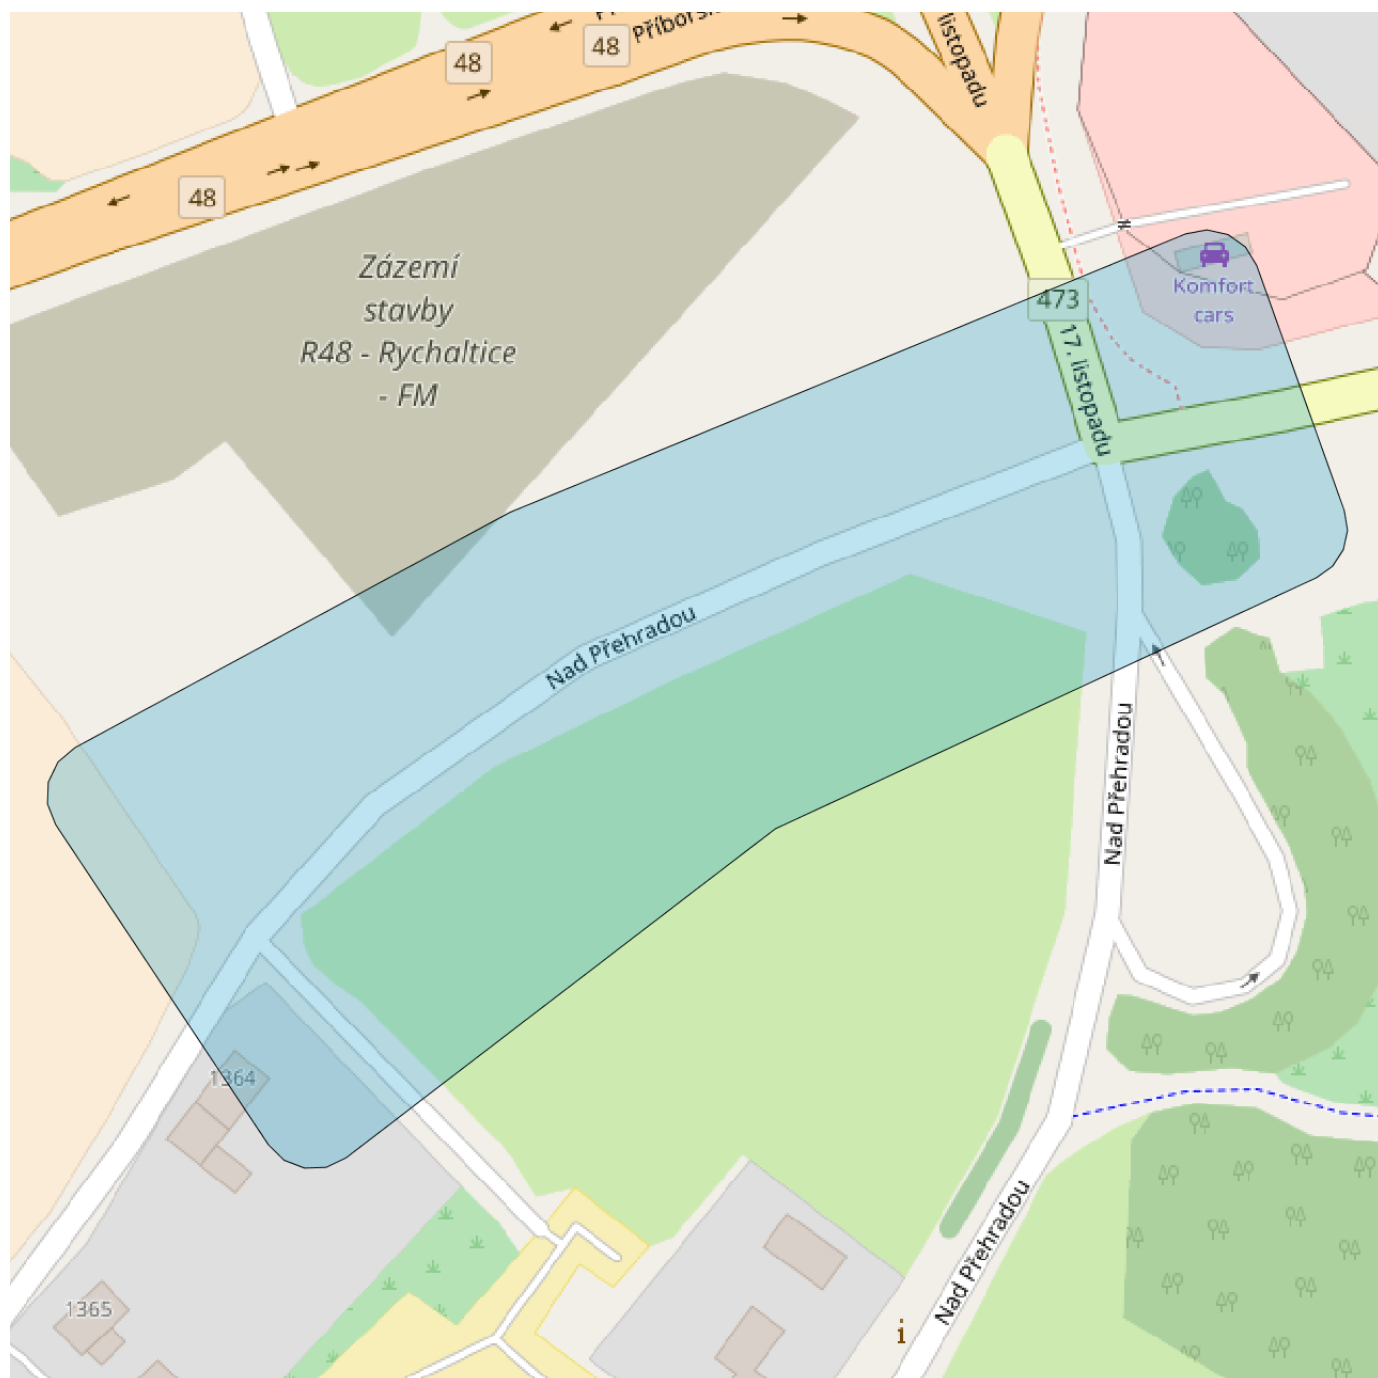 Příborsk
48
48
48
listopadu
Zázemí
stavby
R48 - Rychaltice
- FM
473
17. listopadu
Komfort
cars
Nad Přehradou
Nad Přehradou
1364
Nad Přehradou
1365
i